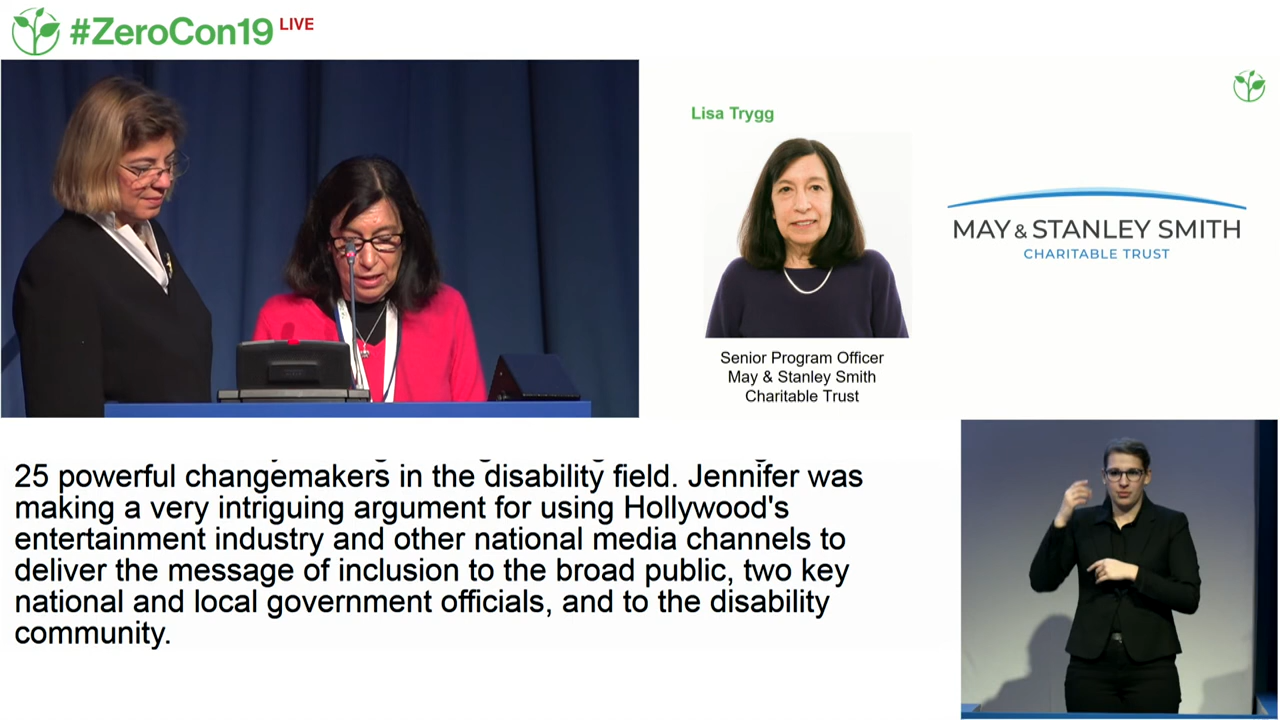 #ZeroCon19 LIVE
Lisa Trygg
MAY & STANLEY SMITH
CHARITABLE TRUST
Senior Program Officer
May & Stanley Smith
Charitable Trust
25 powerful changemakers in the disability field. Jennifer was
making a very intriguing argument for using Hollywood's
entertainment industry and other national media channels to
deliver the message of inclusion to the broad public, two key
national and local government officials, and to the disability
community.